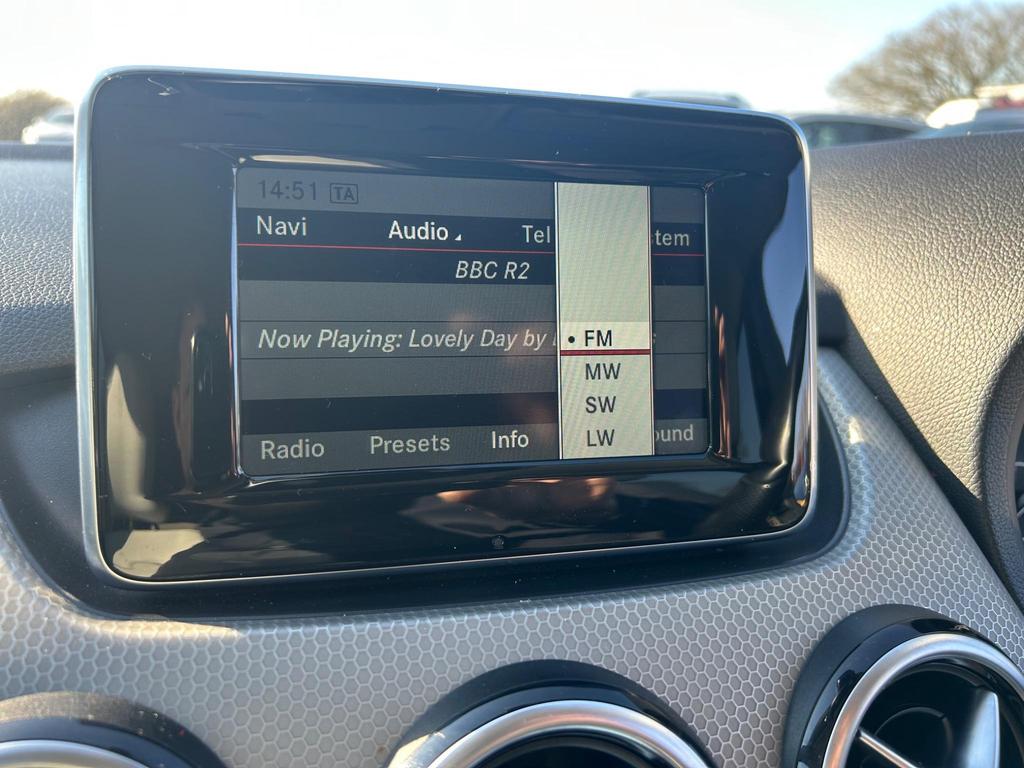 14:51 TA
Navi Audio Tel stem
BBC R2
Now Playing: Lovely Day by
• FM
MW
SW
LW
Radio Presets Info ound